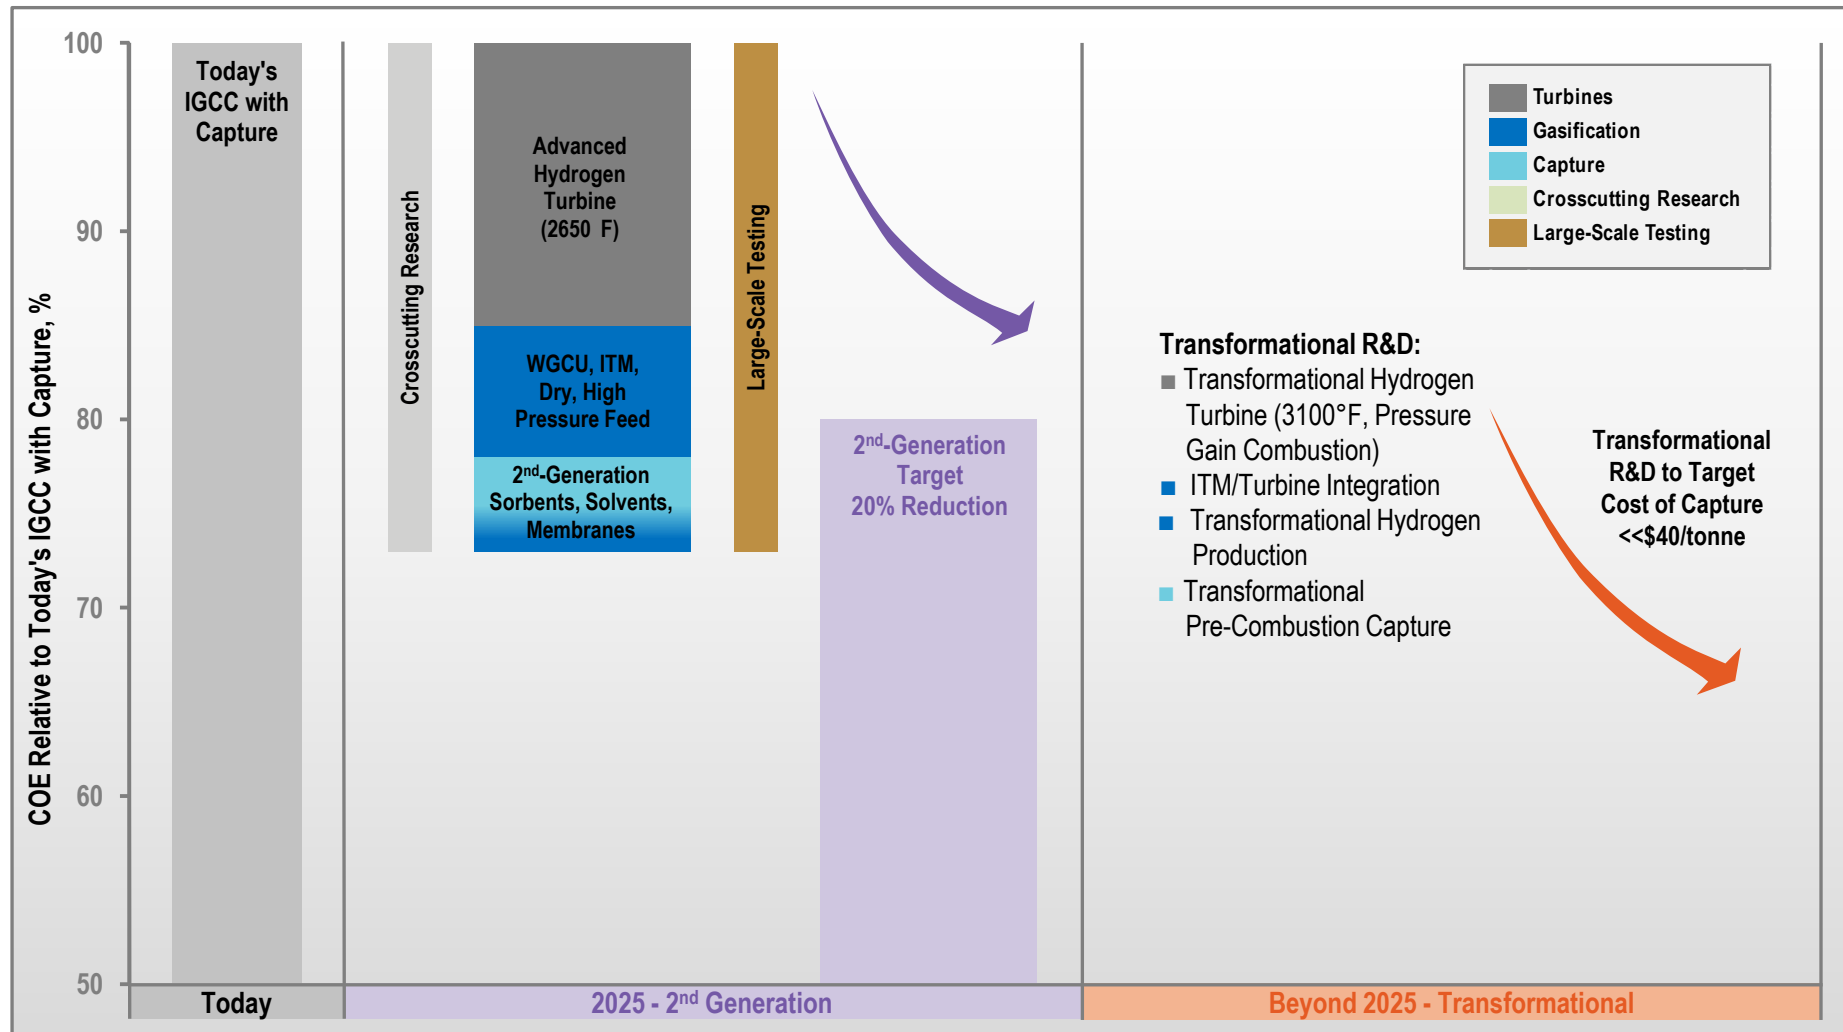 COE Relative to Today's IGCC with Capture, %
100
90
80
70
60
50
Today's
IGCC with
Capture
Crosscutting Research
Advanced
Hydrogen
Turbine
(2650 F)
WGCU, ITM,
Dry, High
Pressure Feed
2nd-Generation
Sorbents, Solvents,
Membranes
Large-Scale Testing
2nd-Generation
Target
20% Reduction
Turbines
Gasification
Capture
Crosscutting Research
Large-Scale Testing
Transformational R&D:
Transformational Hydrogen
Turbine (3100°F, Pressure
Gain Combustion)
ITM/Turbine Integration
Transformational Hydrogen
Production
Transformational
Pre-Combustion Capture
Transformational
R&D to Target
Cost of Capture
<<$40/tonne
Today
2025 - 2nd Generation
Beyond 2025 - Transformational